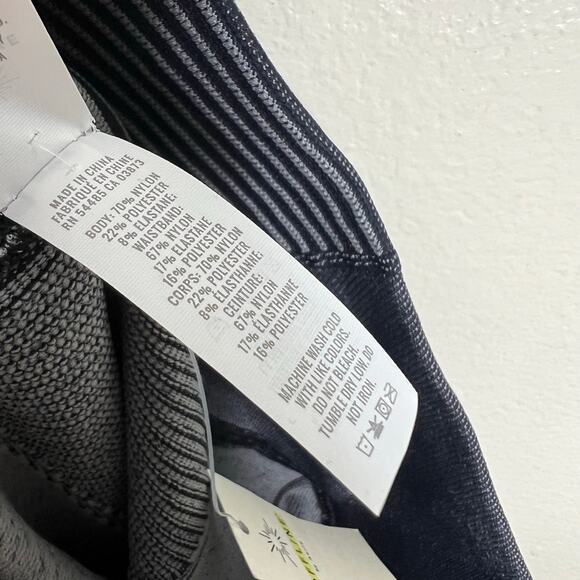 MADE IN CHINA
FABRIQUÉ EN CHINE
RN 54485 CA 03873
BODY: 70% NYLON
22% POLYESTER
8% ELASTANE;
WAISTBAND:
67% NYLON
17% ELASTANE
16% POLYESTER
CORPS: 70% NYLON
22% POLYESTER
8% ÉLASTHANNE;
CEINTURE:
67% NYLON
17% ÉLASTHANNE
16% POLYESTER
MACHINE WASH COLD
WITH LIKE COLORS.
DO NOT BLEACH.
TUMBLE DRY LOW. DO
NOT IRON.